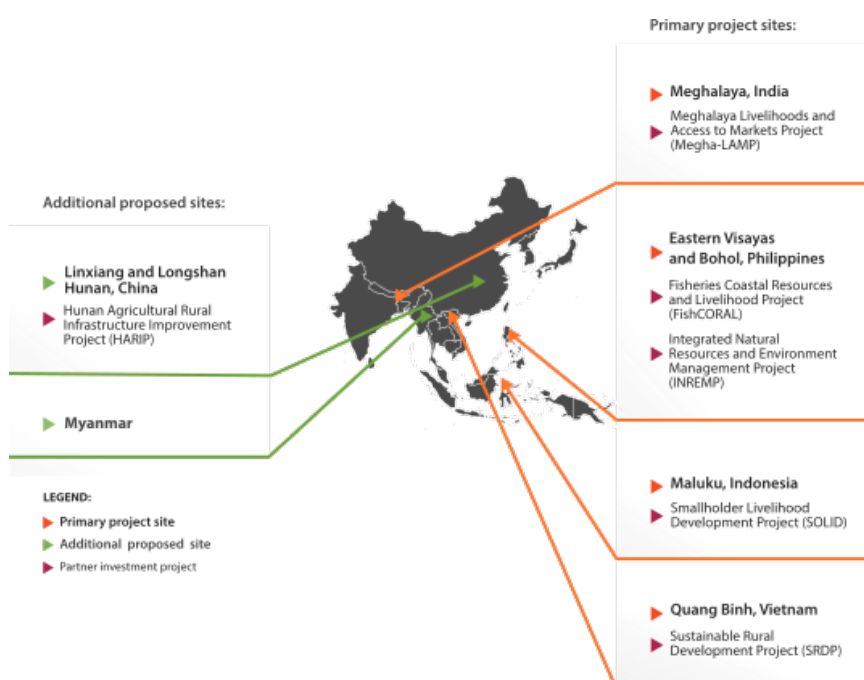 Primary project sites:
Meghalaya, India
Meghalaya Livelihoods and
Access to Markets Project
(Megha-LAMP)
Additional proposed sites:
Linxiang and Longshan
Hunan, China
Hunan Agricultural Rural
Infrastructure Improvement
Project (HARIP)
Myanmar
Eastern Visayas
and Bohol, Philippines
Fisheries Coastal Resources
and Livelihood Project
(FishCORAL)
Integrated Natural
Resources and Environment
Management Project
(INREMP)
Maluku, Indonesia
Smallholder Livelihood
Development Project (SOLID)
Quang Binh, Vietnam
Sustainable Rural
Development Project (SRDP)
LEGEND:
Primary project site
Additional proposed site
Partner investment project